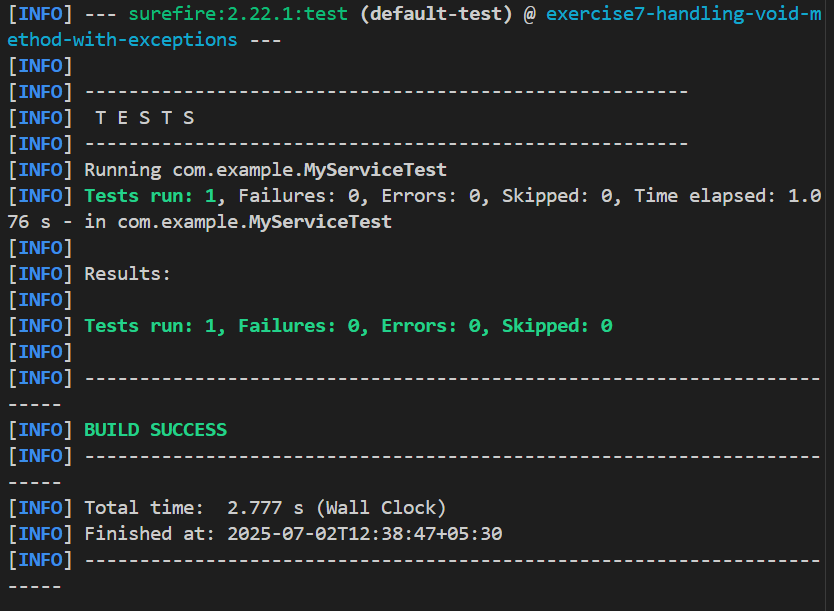 [INFO] --- surefire:2.22.1:test (default-test) @ exercise7-handling-void-m
ethod-with-exceptions ---
[INFO]
[INFO] -------------------------------------------------------
[INFO]  T E S T S
[INFO] -------------------------------------------------------
[INFO] Running com.example.MyServiceTest
[INFO] Tests run: 1, Failures: 0, Errors: 0, Skipped: 0, Time elapsed: 1.0
76 s - in com.example.MyServiceTest
[INFO]
[INFO] Results:
[INFO]
[INFO] Tests run: 1, Failures: 0, Errors: 0, Skipped: 0
[INFO]
[INFO] -------------------------------------------------------------------
-----
[INFO] BUILD SUCCESS
[INFO] -------------------------------------------------------------------
-----
[INFO] Total time:  2.777 s (Wall Clock)
[INFO] Finished at: 2025-07-02T12:38:47+05:30
[INFO] -------------------------------------------------------------------
-----